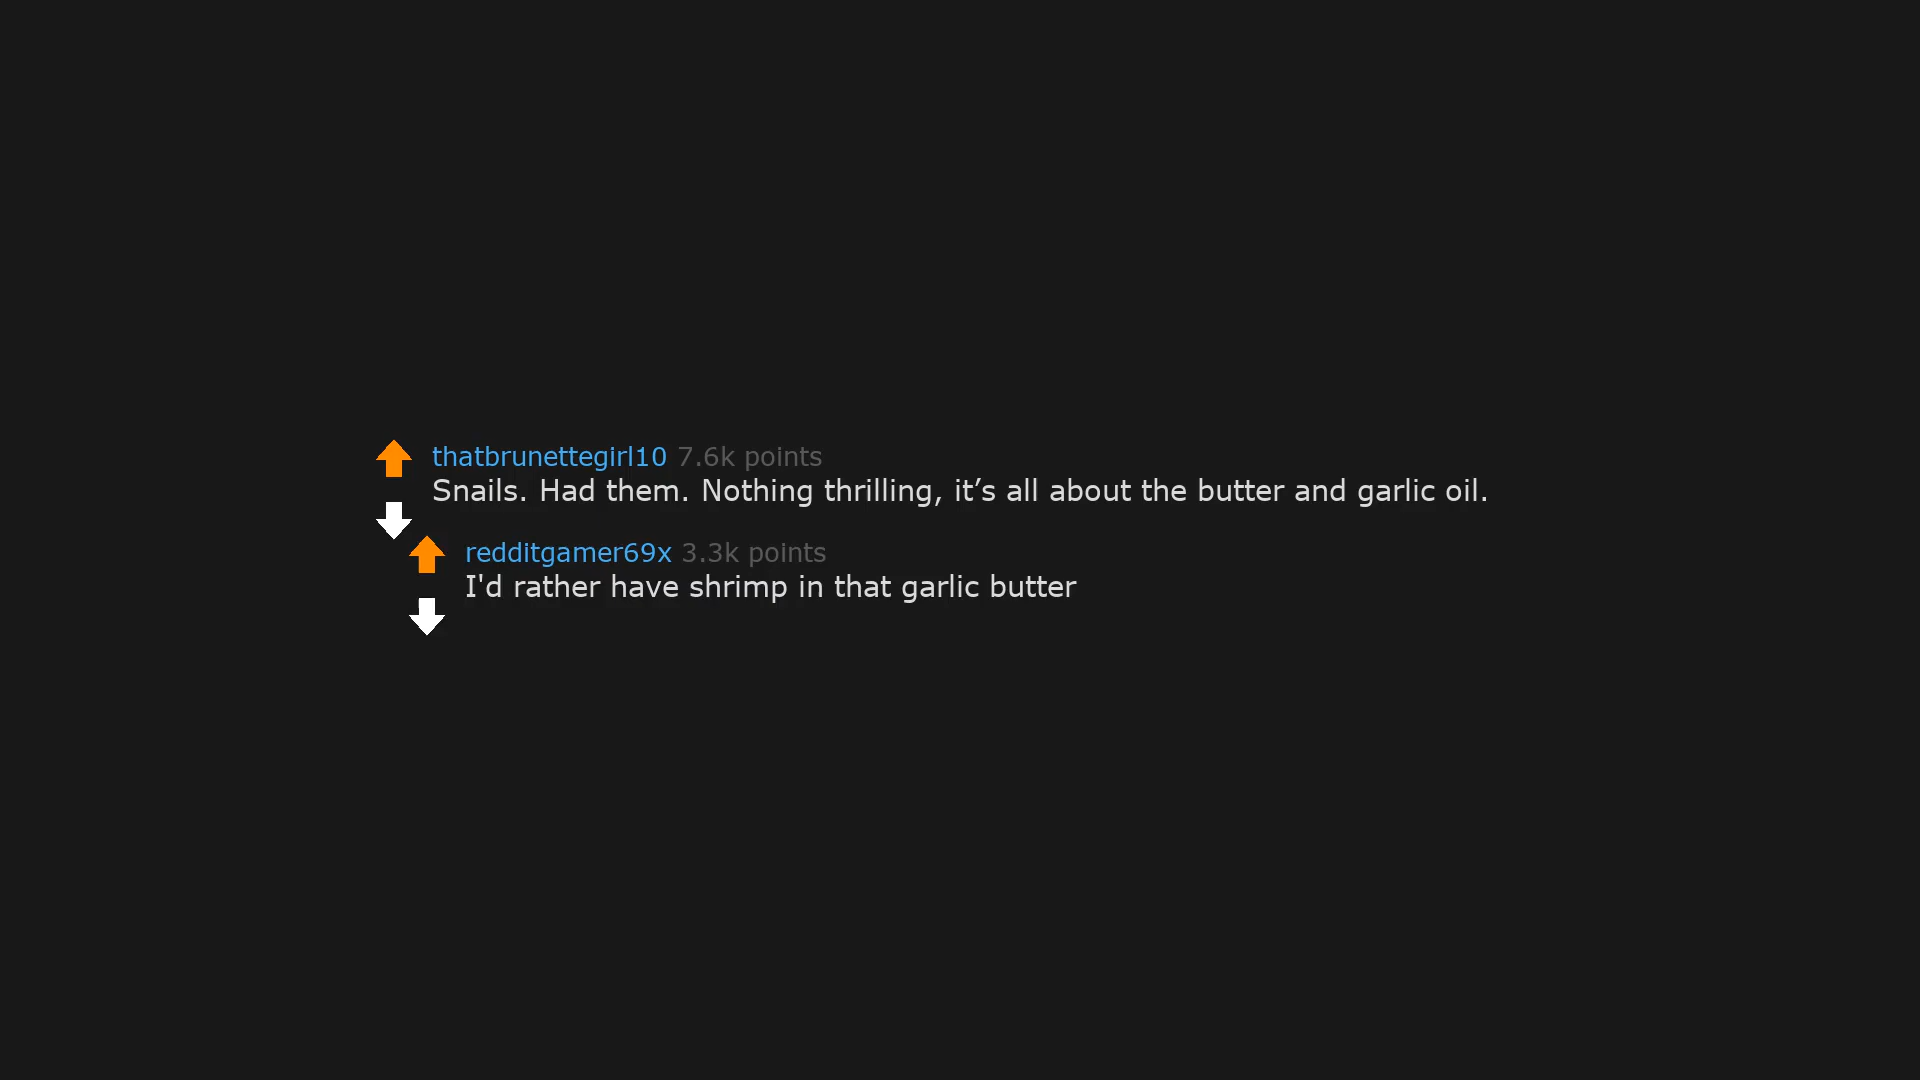 thatbrunettegirl10 7.6k points
Snails. Had them. Nothing thrilling, it’s all about the butter and garlic oil.
redditgamer69x 3.3k points
I'd rather have shrimp in that garlic butter